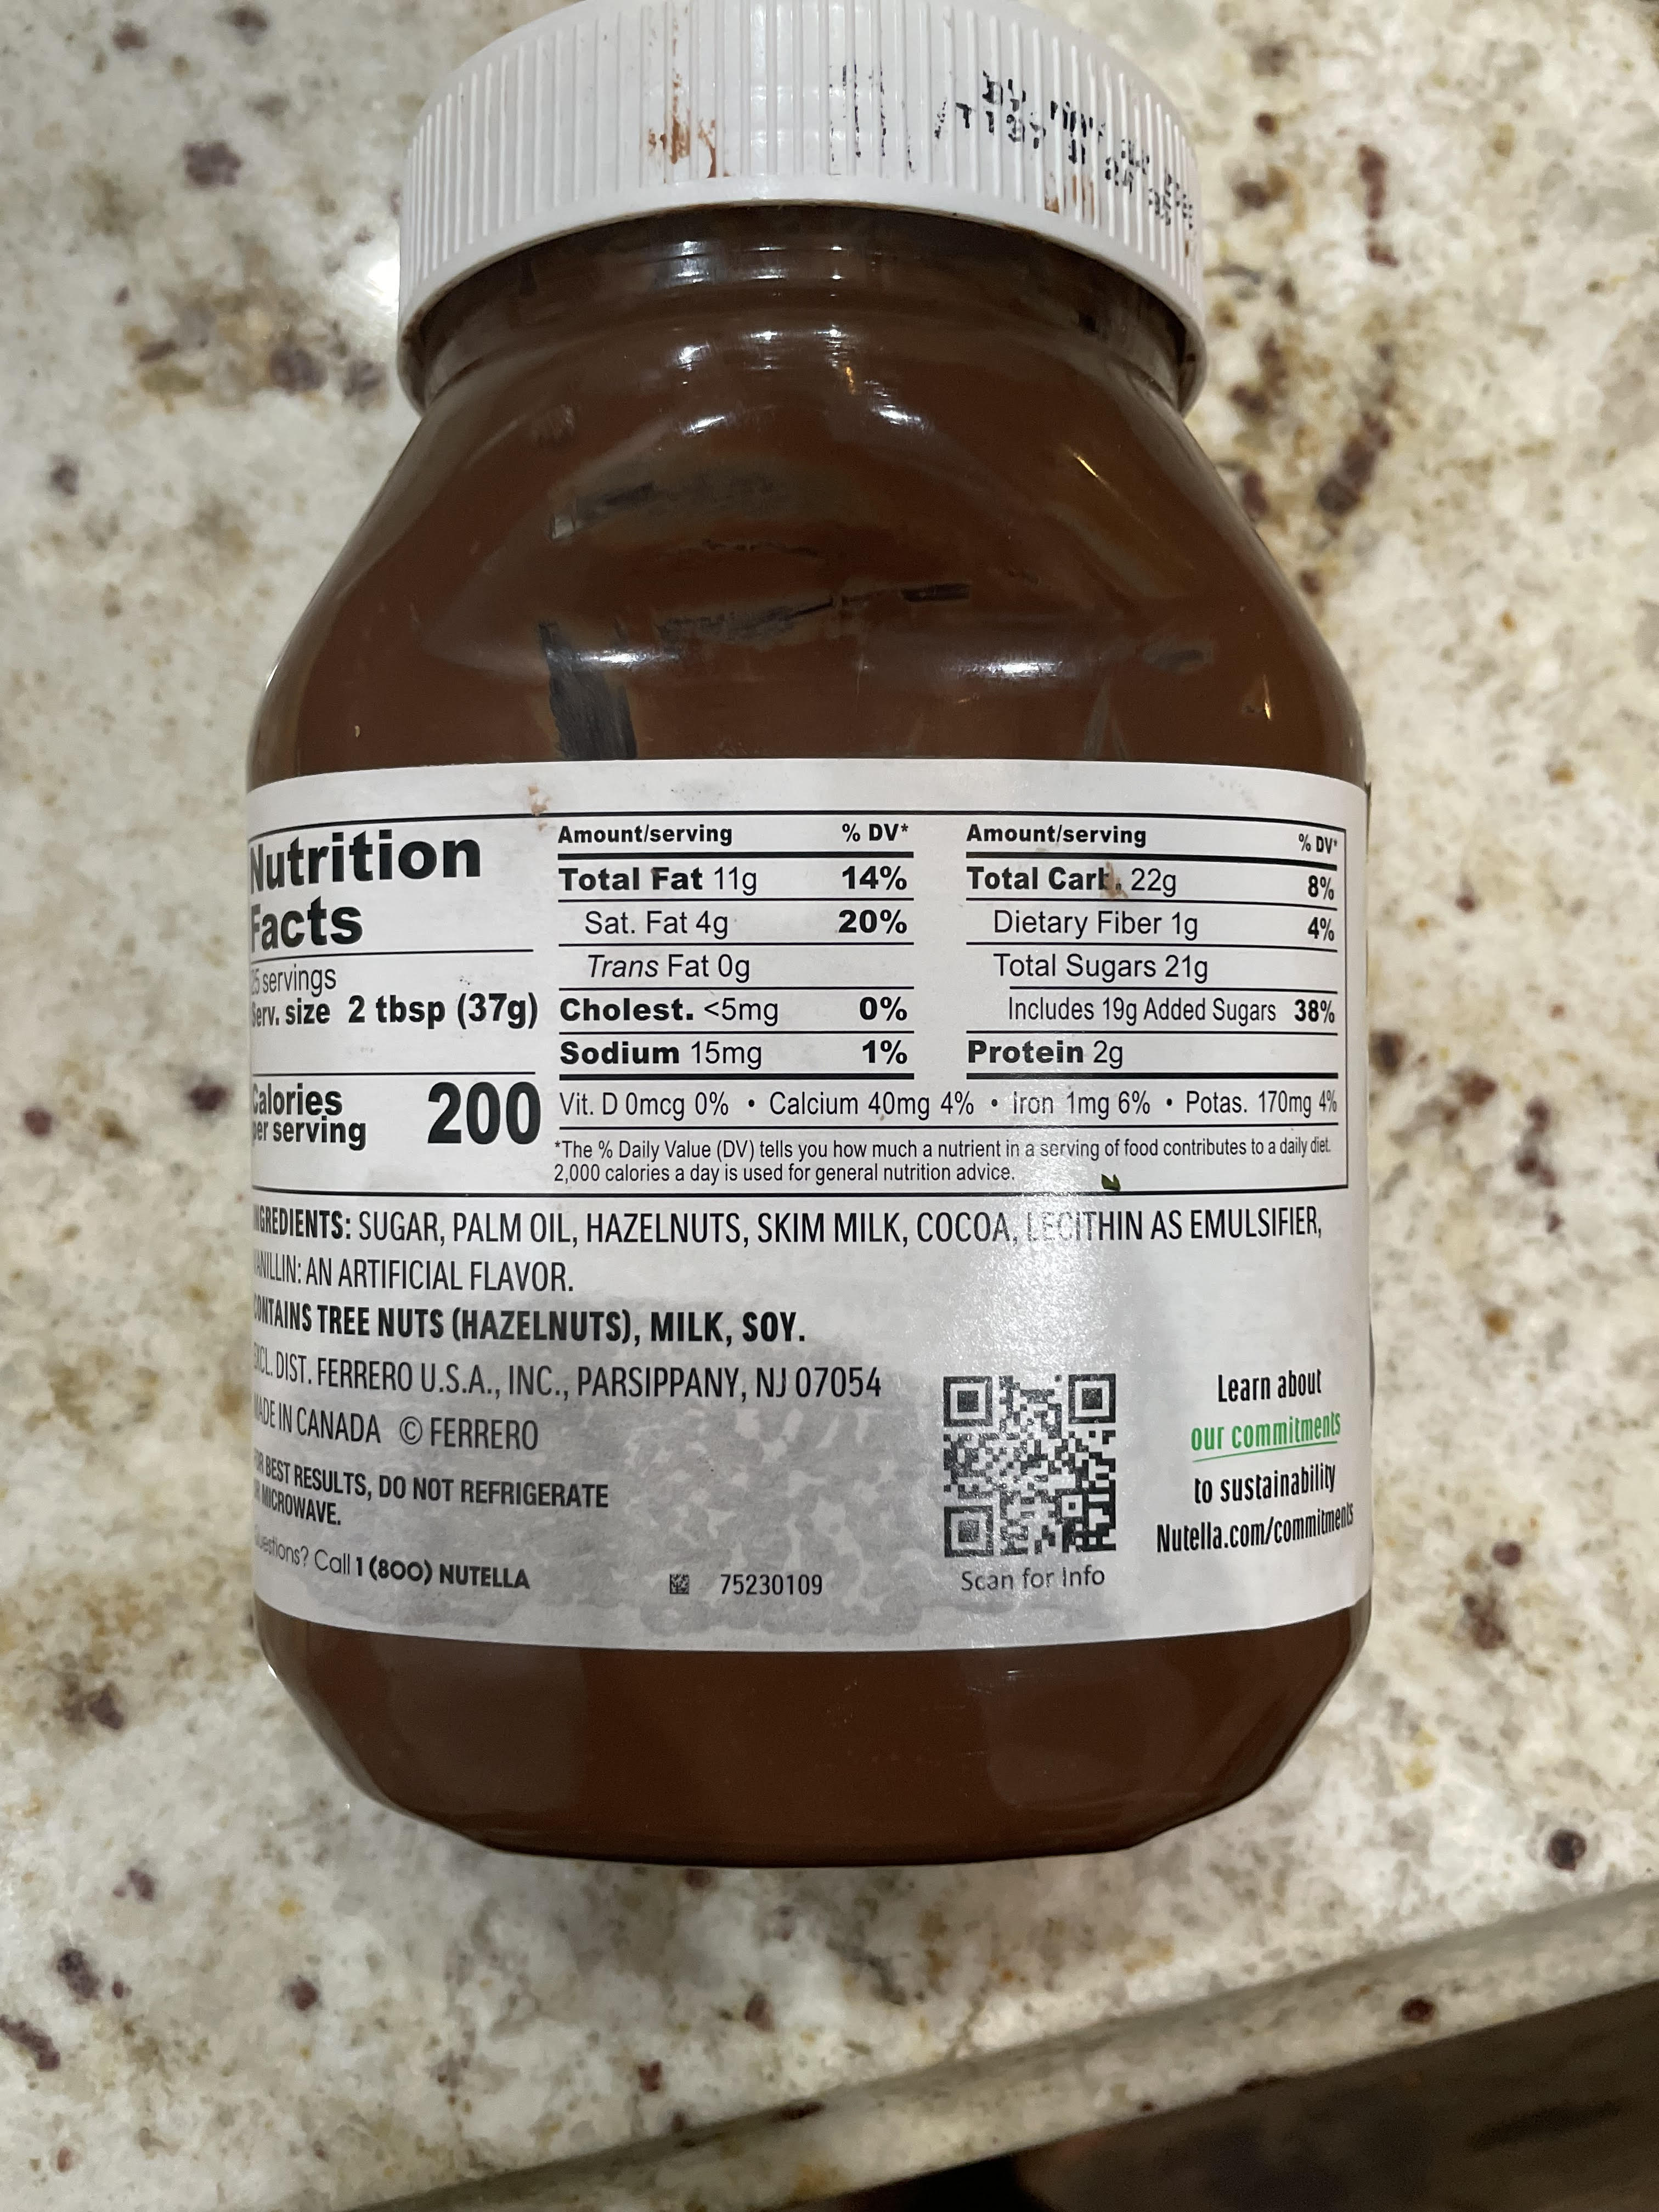 Nutrition
Facts
servings
Serv. size 2 tbsp (37g)
Calories
per serving 200
Amount/serving % DV*
Total Fat 11g 14%
Sat. Fat 4g 20%
Trans Fat 0g
Cholest. <5mg 0%
Sodium 15mg 1%
Amount/serving % DV*
Total Carb. 22g 8%
Dietary Fiber 1g 4%
Total Sugars 21g
Includes 19g Added Sugars 38%
Protein 2g
Vit. D 0mcg 0% • Calcium 40mg 4% • Iron 1mg 6% • Potas. 170mg 4%
*The % Daily Value (DV) tells you how much a nutrient in a serving of food contributes to a daily diet.
2,000 calories a day is used for general nutrition advice.
INGREDIENTS: SUGAR, PALM OIL, HAZELNUTS, SKIM MILK, COCOA, LECITHIN AS EMULSIFIER,
VANILLIN: AN ARTIFICIAL FLAVOR.
CONTAINS TREE NUTS (HAZELNUTS), MILK, SOY.
EXCL. DIST. FERRERO U.S.A., INC., PARSIPPANY, NJ 07054
MADE IN CANADA © FERRERO
FOR BEST RESULTS, DO NOT REFRIGERATE
OR MICROWAVE.
Questions? Call 1 (800) NUTELLA
75230109
Scan for Info
Learn about
our commitments
to sustainability
Nutella.com/commitments